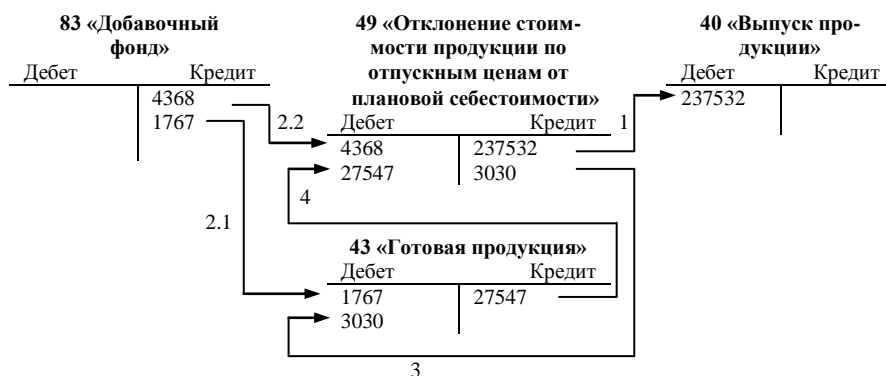 83 «Добавочный
фонд»
Дебет Кредит
4368
1767
49 «Отклонение стои-
мости продукции по
отпускным ценам от
плановой себестоимости»
Дебет Кредит
4368 237532
27547 3030
40 «Выпуск про-
дукции»
Дебет Кредит
237532
2.2
1
4
2.1
43 «Готовая продукция»
Дебет Кредит
1767 27547
3030
3